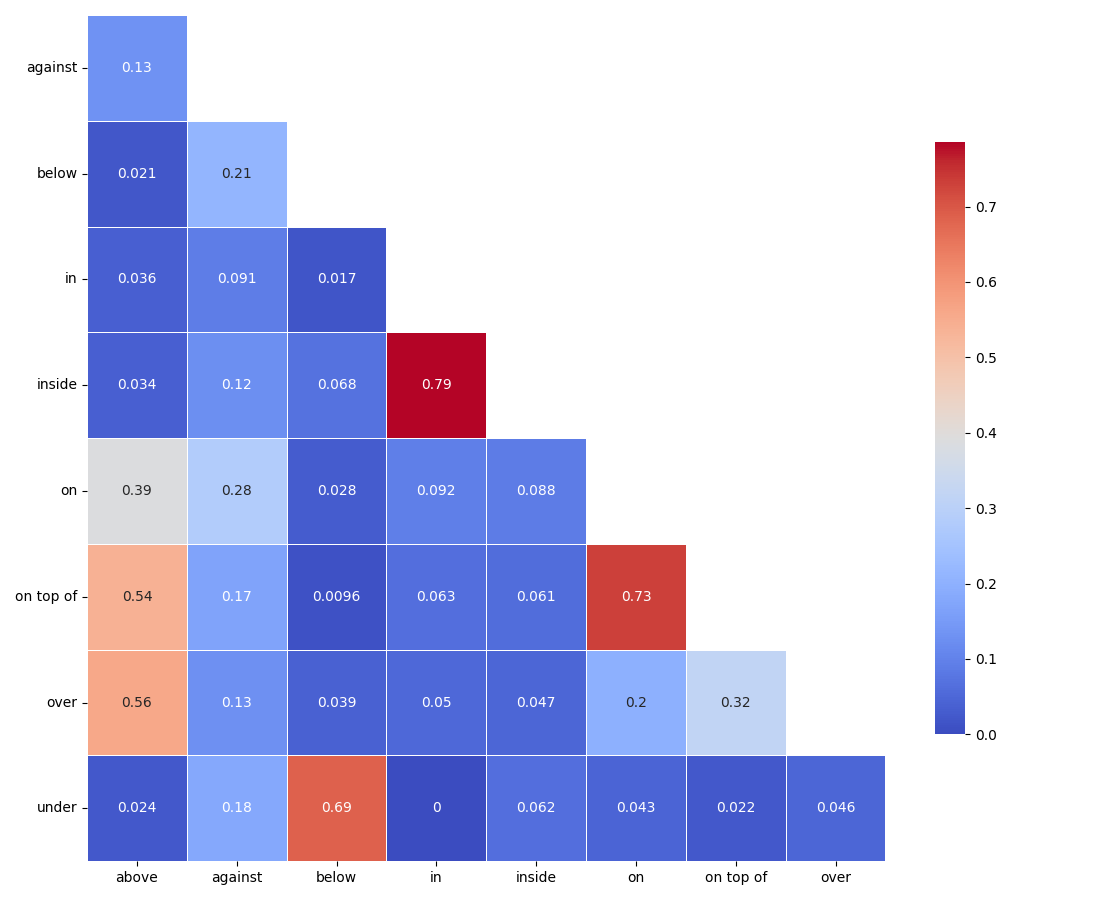 against 0.13
below 0.021 0.21
0.7
in 0.036 0.091 0.017
0.6
0.5
inside 0.034 0.12 0.068 0.79
0.4
on 0.39 0.28 0.028 0.092 0.088
0.3
0.2
on top of 0.54 0.17 0.0096 0.063 0.061 0.73
0.1
over 0.56 0.13 0.039 0.05 0.047 0.2 0.32
0.0
under 0.024 0.18 0.69 0 0.062 0.043 0.022 0.046
above against below in inside on on top of over